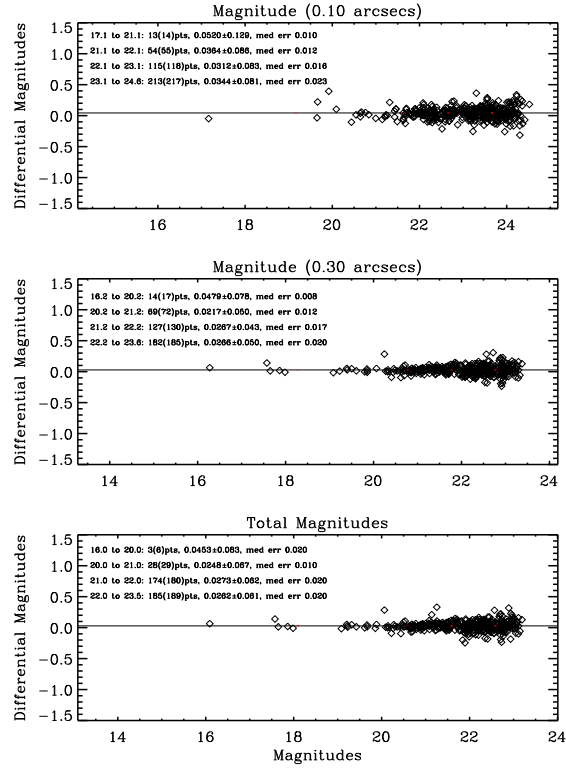 Magnitude (0.10 arcsecs)
Differential Magnitudes
1.5
1.0
0.5
0.0
−0.5
−1.0
−1.5
17.1 to 21.1: 13(14)pts, 0.0520±0.129, med err 0.010
21.1 to 22.1: 54(55)pts, 0.0364±0.086, med err 0.012
22.1 to 23.1: 115(118)pts, 0.0312±0.083, med err 0.016
23.1 to 24.6: 213(217)pts, 0.0344±0.081, med err 0.023
16 18 20 22 24
Magnitude (0.30 arcsecs)
Differential Magnitudes
1.5
1.0
0.5
0.0
−0.5
−1.0
−1.5
16.2 to 20.2: 14(17)pts, 0.0479±0.078, med err 0.008
20.2 to 21.2: 69(72)pts, 0.0217±0.050, med err 0.012
21.2 to 22.2: 127(130)pts, 0.0267±0.043, med err 0.017
22.2 to 23.6: 182(185)pts, 0.0266±0.050, med err 0.020
14 16 18 20 22 24
Total Magnitudes
Differential Magnitudes
1.5
1.0
0.5
0.0
−0.5
−1.0
−1.5
16.0 to 20.0: 3(6)pts, 0.0453±0.063, med err 0.020
20.0 to 21.0: 26(29)pts, 0.0248±0.067, med err 0.010
21.0 to 22.0: 174(180)pts, 0.0273±0.062, med err 0.020
22.0 to 23.5: 185(189)pts, 0.0262±0.061, med err 0.020
14 16 18 20 22 24
Magnitudes